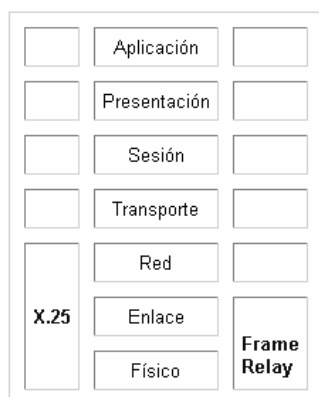 Aplicación
Presentación
Sesión
Transporte
Red
X.25
Enlace
Físico
Frame
Relay